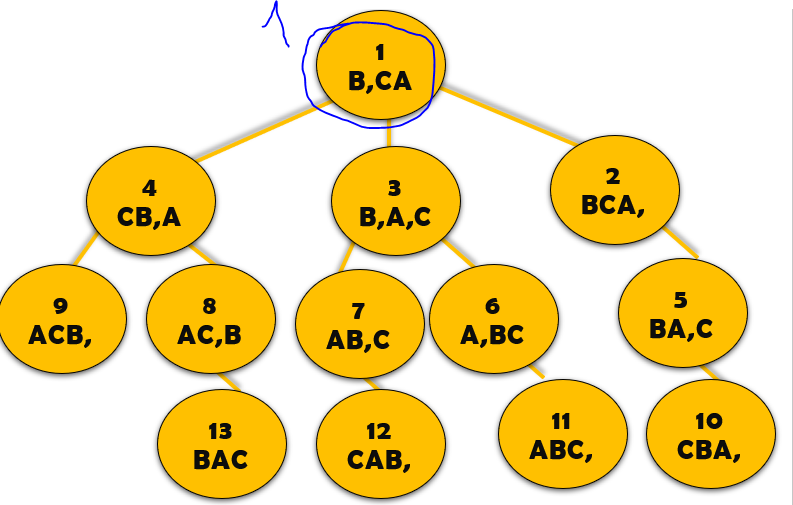 1
1
B,CA
4
CB,A
3
B,A,C
2
BCA,
9
ACB,
8
AC,B
7
AB,C
6
A,BC
5
BA,C
13
BAC
12
CAB,
11
ABC,
10
CBA,